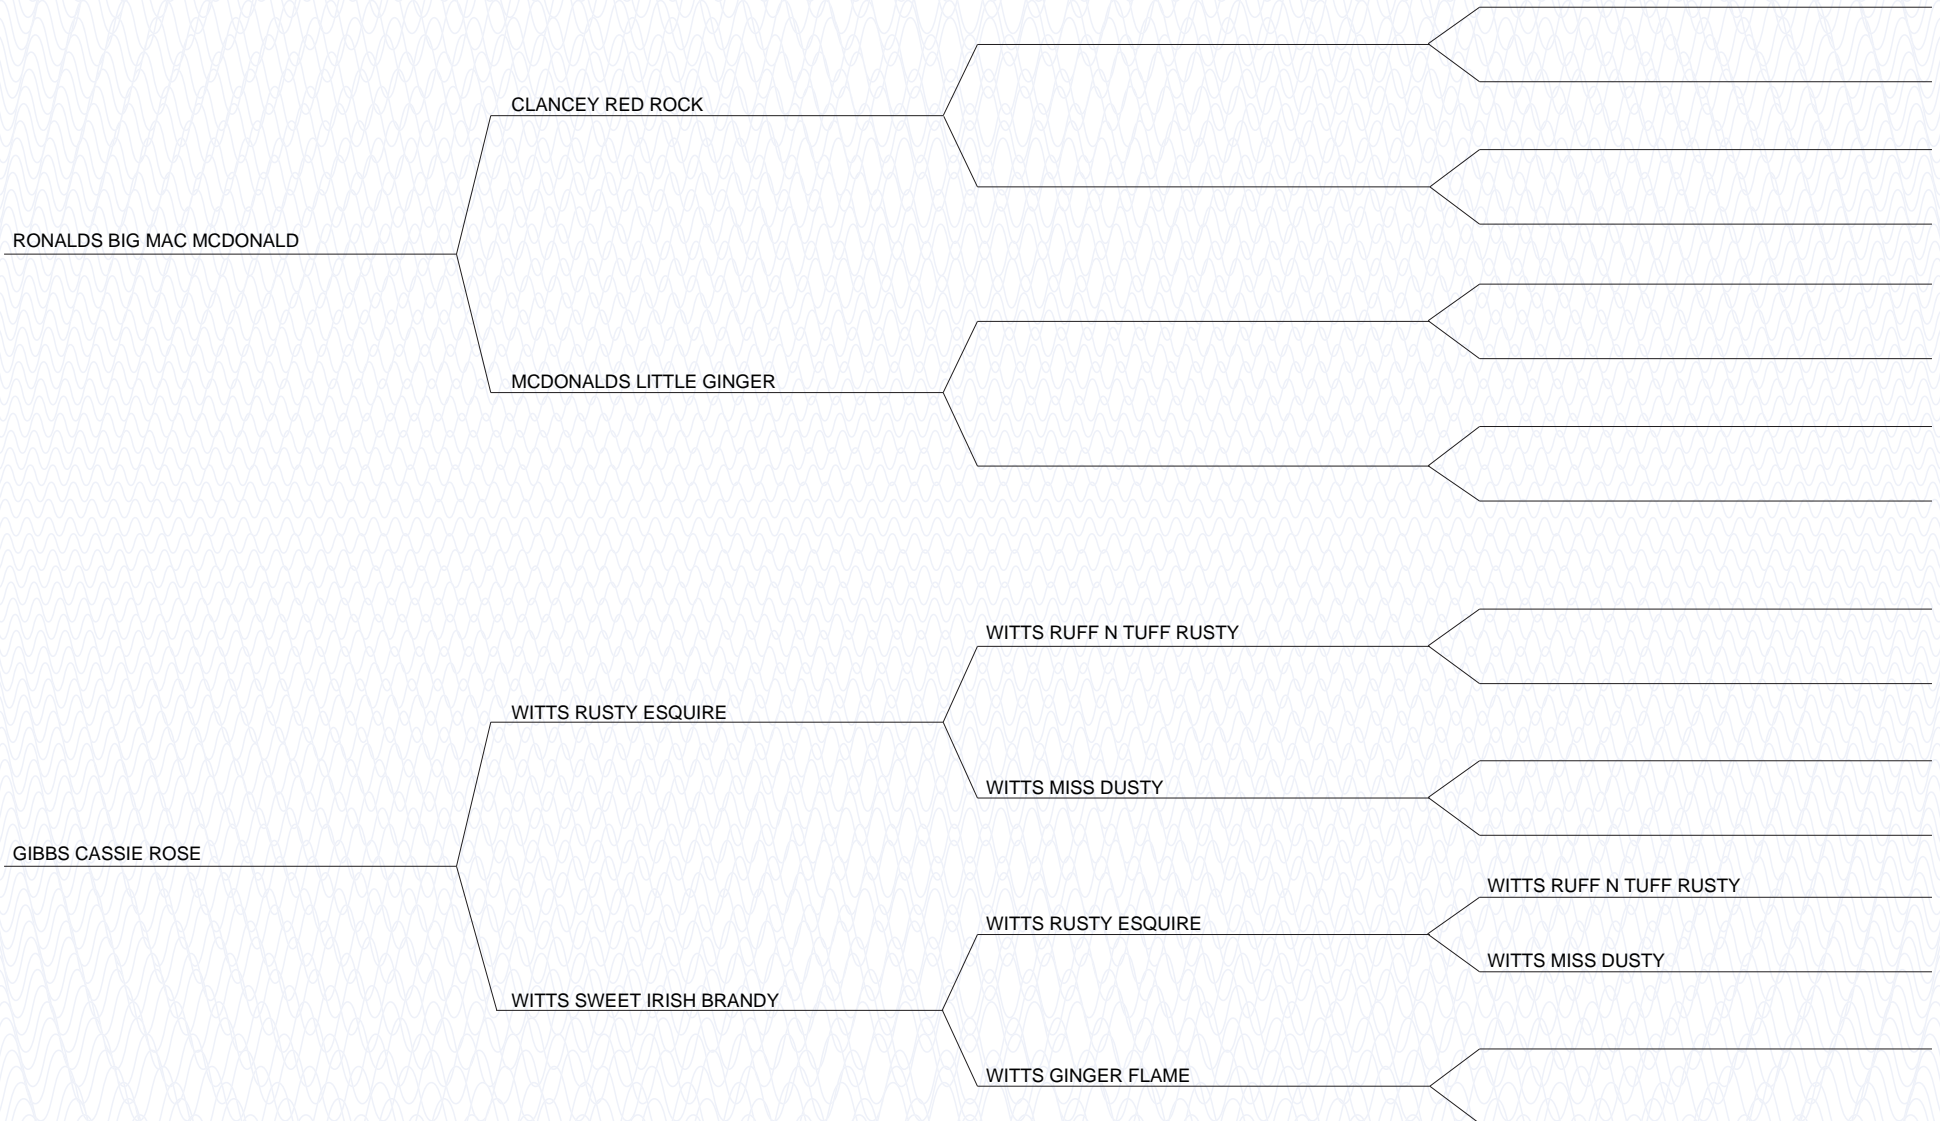 CLANCEY RED ROCK
RONALDS BIG MAC MCDONALD
MCDONALDS LITTLE GINGER
WITTS RUFF N TUFF RUSTY
WITTS RUSTY ESQUIRE
WITTS MISS DUSTY
GIBBS CASSIE ROSE
WITTS RUFF N TUFF RUSTY
WITTS RUSTY ESQUIRE
WITTS MISS DUSTY
WITTS SWEET IRISH BRANDY
WITTS GINGER FLAME